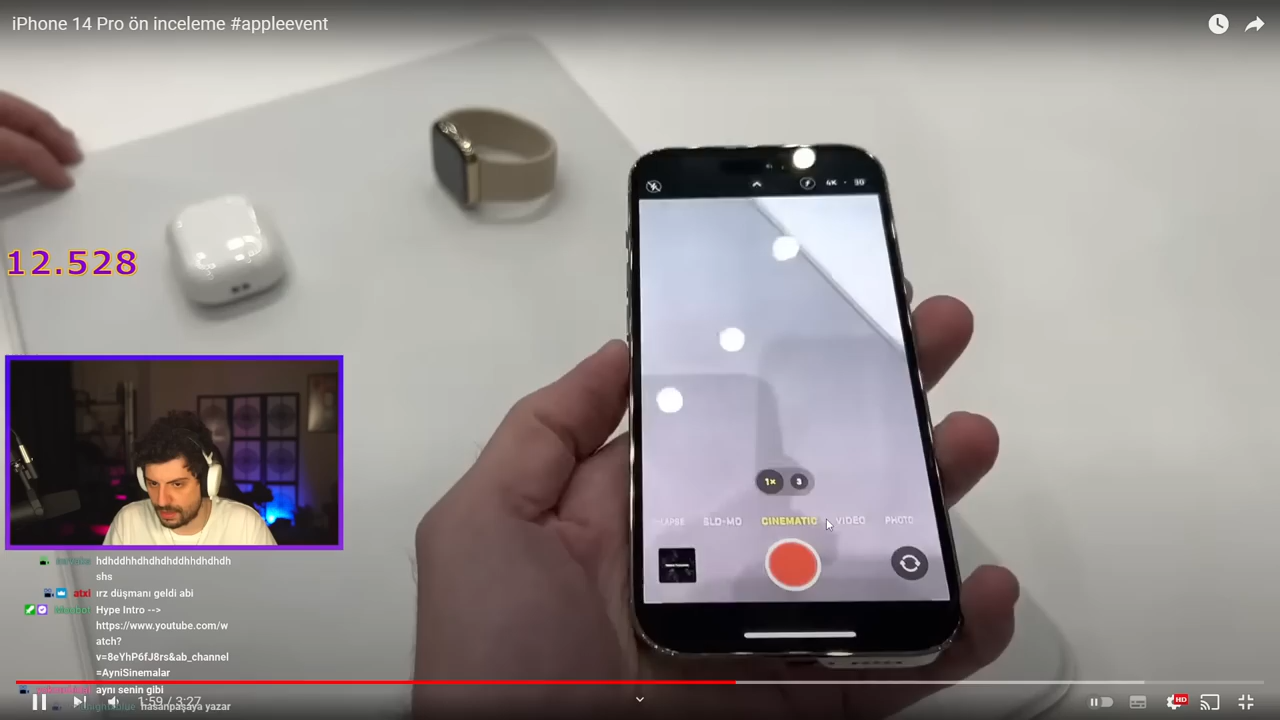 iPhone 14 Pro ön inceleme #appleevent
4K · 30
12.528
1× 3
SLO-MO CINEMATIC VIDEO PHOTO
hdhddhhdhdhdhddhhdhdhdh
shs
atxl ırz düşmanı geldi abi
Hype Intro -->
https://www.youtube.com/w
atch?
v=8eYhP6fJ8rs&ab_channel
=AyniSinemalar
aynı senin gibi
1:59 / 3:27
hasanpaşaya yazar
HD